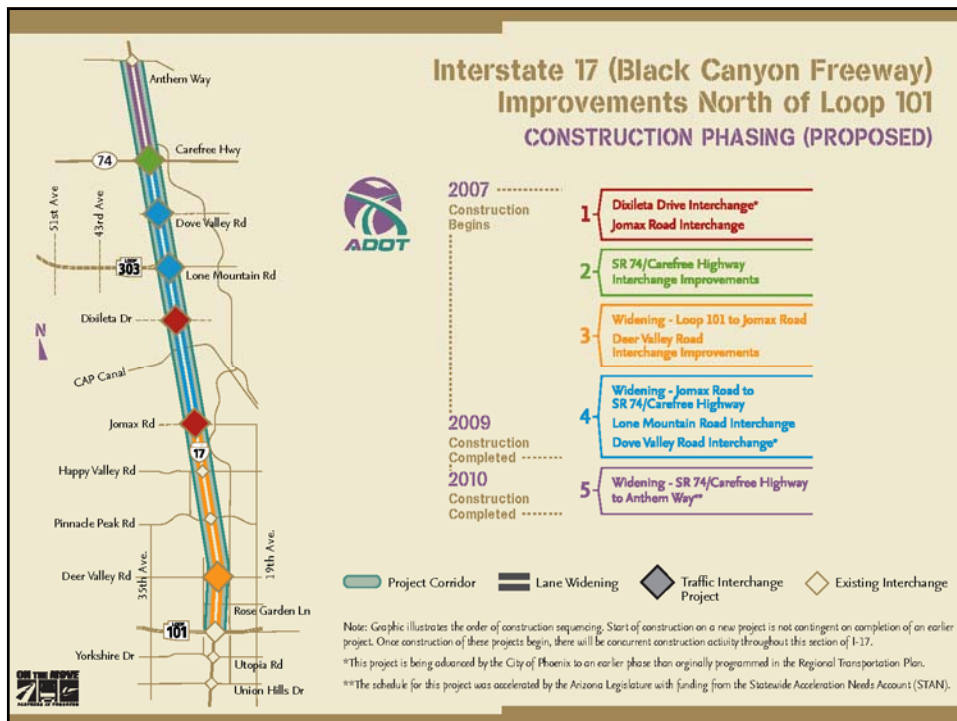 Interstate 17 (Black Canyon Freeway)
Improvements North of Loop 101
CONSTRUCTION PHASING (PROPOSED)
Anthem Way
Carefree Hwy
74
51st Ave
43rd Ave
Dove Valley Rd
LOOP
303
Lone Mountain Rd
Dixileta Dr
N
CAP Canal
Jomax Rd
17
Happy Valley Rd
Pinnacle Peak Rd
35th Ave.
19th Ave.
Deer Valley Rd
Rose Garden Ln
LOOP
101
Yorkshire Dr
Utopia Rd
Union Hills Dr
ON THE MOVE
PARTNERS IN PROGRESS
ADOT
2007
Construction
Begins
1
Dixileta Drive Interchange*
Jomax Road Interchange
2
SR 74/Carefree Highway
Interchange Improvements
3
Widening - Loop 101 to Jomax Road
Deer Valley Road
Interchange Improvements
4
Widening - Jomax Road to
SR 74/Carefree Highway
Lone Mountain Road Interchange
Dove Valley Road Interchange*
2009
Construction
Completed
2010
Construction
Completed
5
Widening - SR 74/Carefree Highway
to Anthem Way**
Project Corridor
Lane Widening
Traffic Interchange
Project
Existing Interchange
Note: Graphic illustrates the order of construction sequencing. Start of construction on a new project is not contingent on completion of an earlier
project. Once construction of these projects begin, there will be concurrent construction activity throughout this section of I-17.
*This project is being advanced by the City of Phoenix to an earlier phase than orginally programmed in the Regional Transportation Plan.
**The schedule for this project was accelerated by the Arizona Legislature with funding from the Statewide Acceleration Needs Account (STAN).